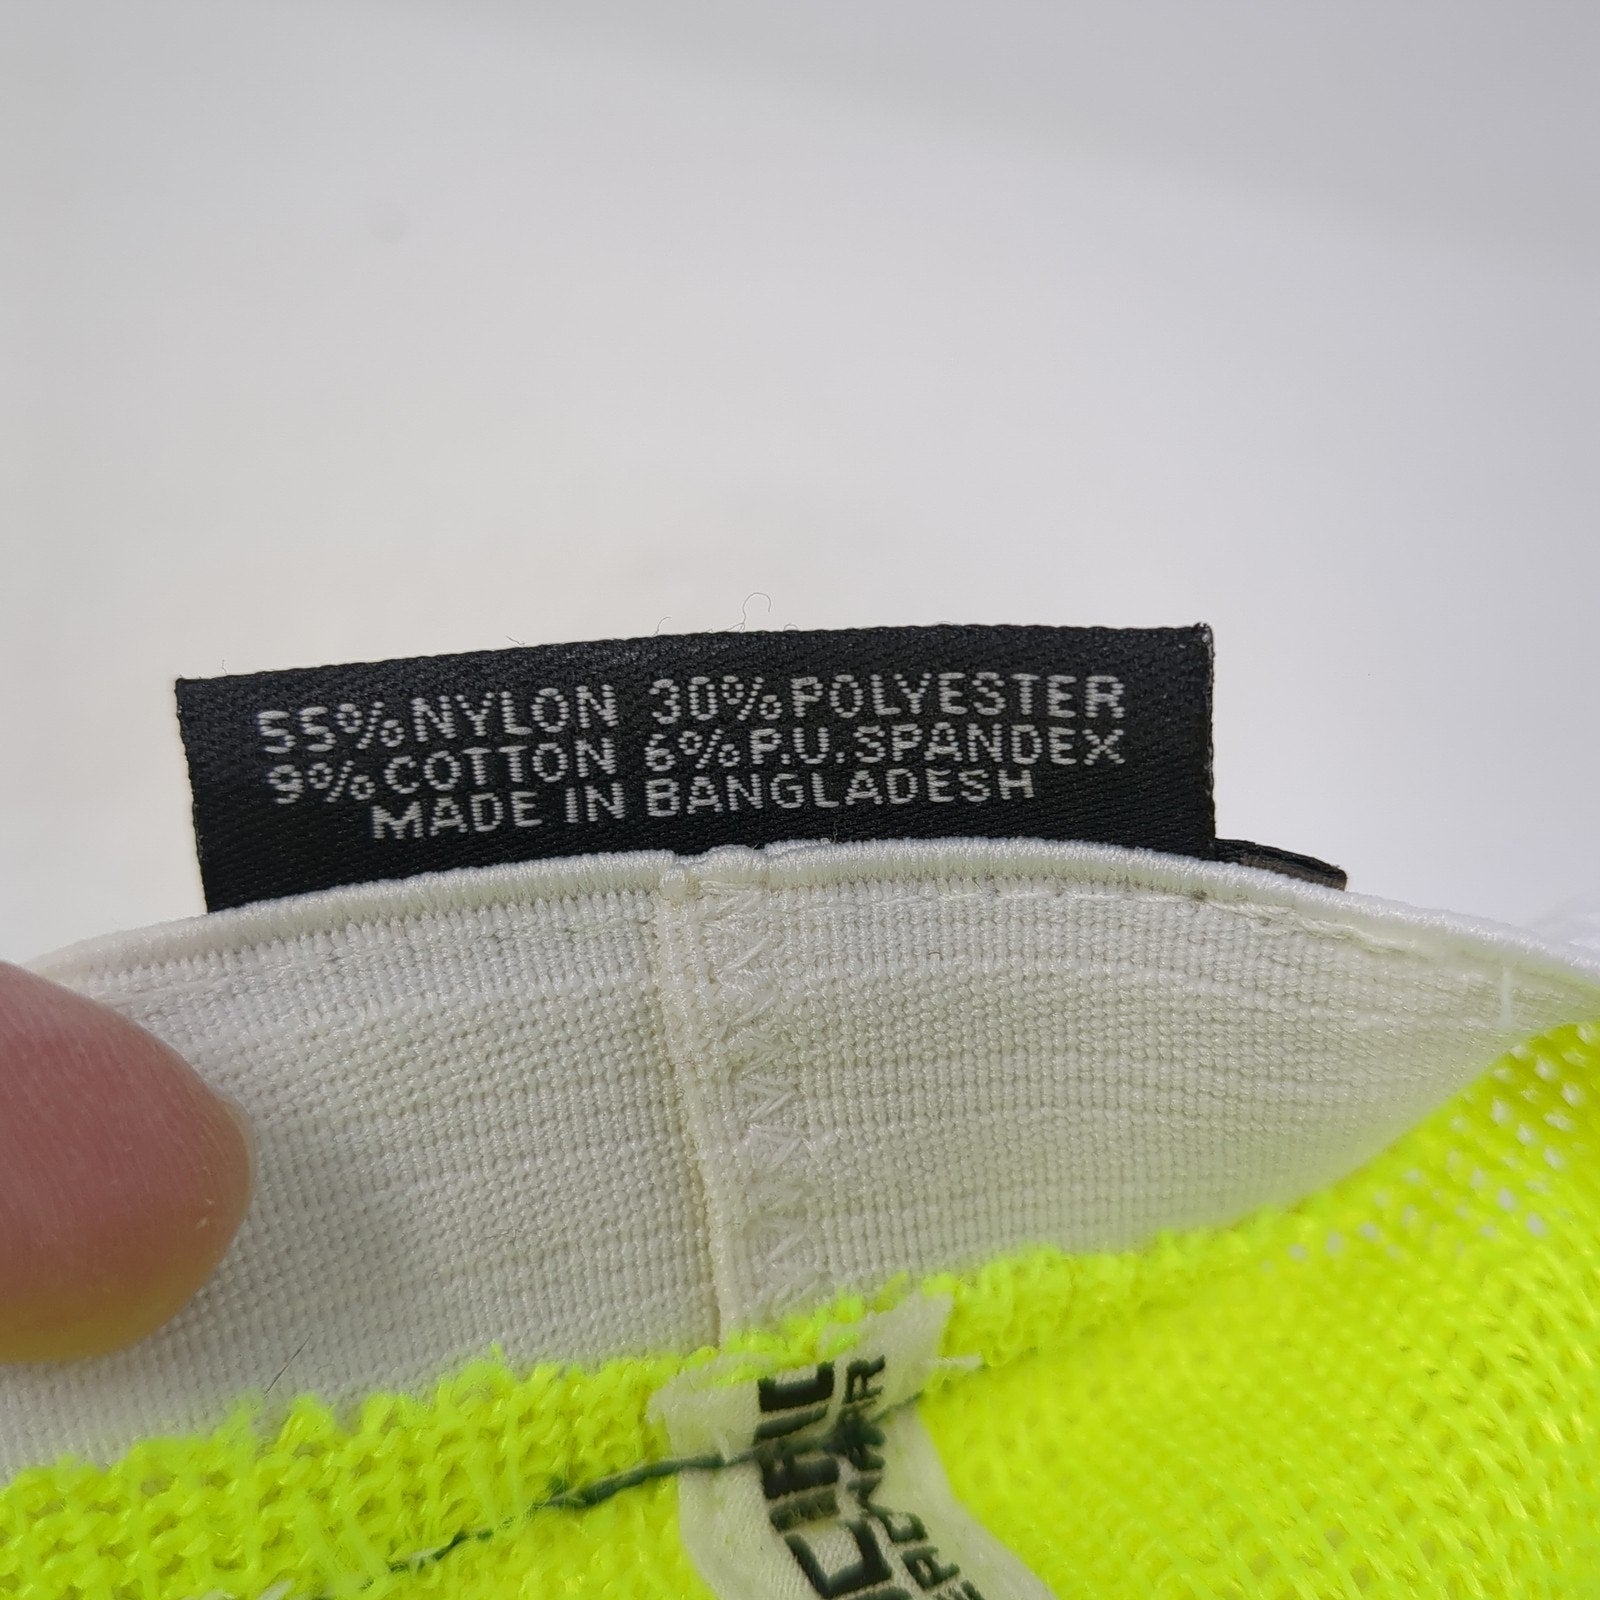 55% NYLON 30% POLYESTER
9% COTTON 6% P.U. SPANDEX
MADE IN BANGLADESH